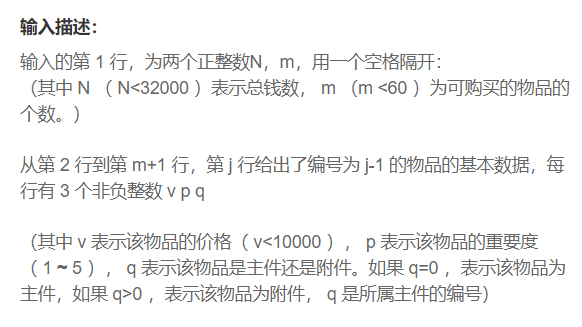 输入描述：
输入的第 1 行，为两个正整数N，m，用一个空格隔开：
（其中 N （ N<32000 ）表示总钱数， m （m <60 ）为可购买的物品的
个数。）
从第 2 行到第 m+1 行，第 j 行给出了编号为 j-1 的物品的基本数据，每
行有 3 个非负整数 v p q
（其中 v 表示该物品的价格（ v<10000 ）， p 表示该物品的重要度
（ 1 ~ 5 ）， q 表示该物品是主件还是附件。如果 q=0 ，表示该物品为
主件，如果 q>0 ，表示该物品为附件， q 是所属主件的编号）